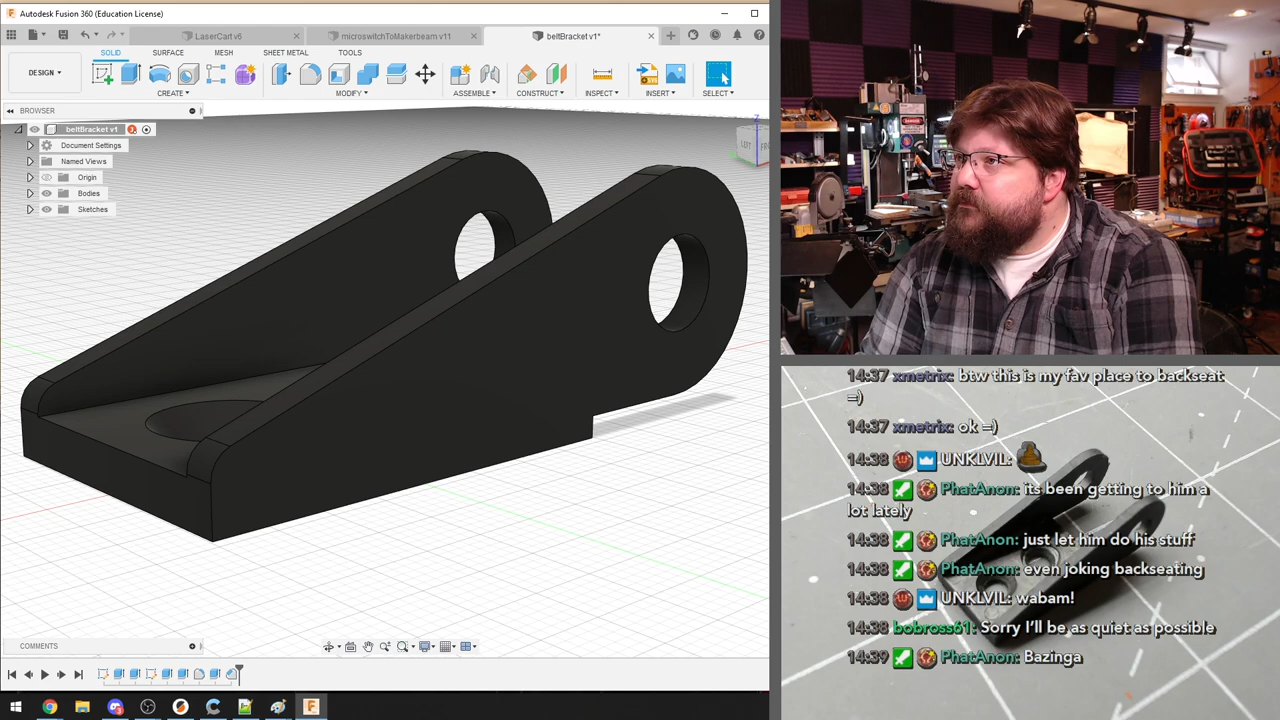 Autodesk Fusion 360 (Education License)
LaserCart v6
microswitchToMakerbeam v11
beltBracket v1*
SOLID
SURFACE
MESH
SHEET METAL
TOOLS
DESIGN
CREATE
MODIFY
ASSEMBLE
CONSTRUCT
INSPECT
INSERT
SELECT
BROWSER
beltBracket v1
Document Settings
Named Views
Origin
Bodies
Sketches
Z
LEFT
COMMENTS
14:37 xmetrix: btw this is my fav place to backseat
=)
14:37 xmetrix: ok =)
14:38 UNKLVIL:
14:38 PhatAnon: its been getting to him a
lot lately
14:38 PhatAnon: just let him do his stuff
14:38 PhatAnon: even joking backseating
14:38 UNKLVIL: wabam!
14:38 bobross61: Sorry I'll be as quiet as possible
14:39 PhatAnon: Bazinga